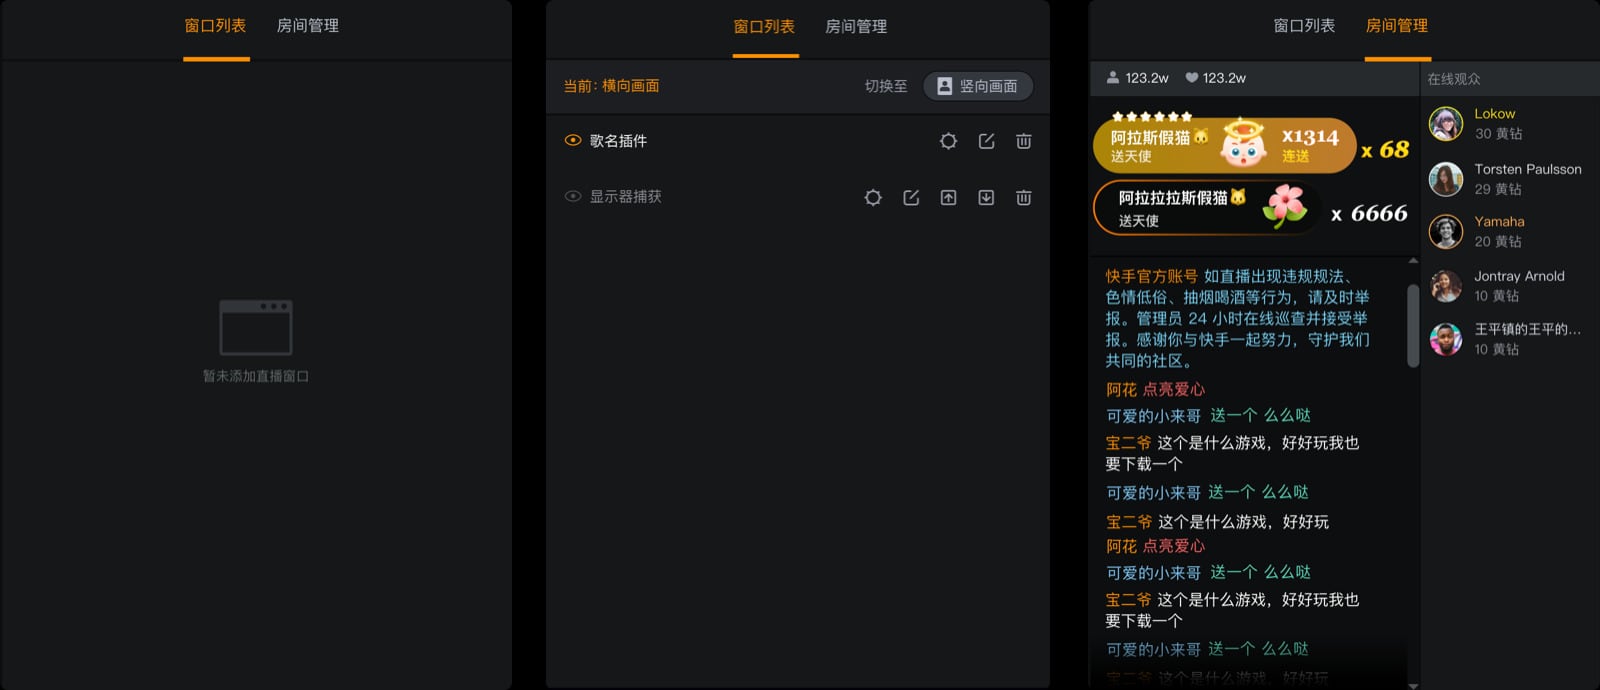 窗口列表 房间管理
暂未添加直播窗口
窗口列表 房间管理
当前: 横向画面 切换至 竖向画面
歌名插件
显示器捕获
窗口列表 房间管理
123.2w 123.2w
阿拉斯假猫🐱 x1314
送天使 连送
x 68
阿拉拉拉斯假猫🐱
送天使
x 6666
快手官方账号 如直播出现违规规法、
色情低俗、抽烟喝酒等行为，请及时举
报。管理员 24 小时在线巡查并接受举
报。感谢你与快手一起努力，守护我们
共同的社区。
阿花 点亮爱心
可爱的小来哥 送一个 么么哒
宝二爷 这个是什么游戏，好好玩我也
要下载一个
可爱的小来哥 送一个 么么哒
宝二爷 这个是什么游戏，好好玩
阿花 点亮爱心
可爱的小来哥 送一个 么么哒
宝二爷 这个是什么游戏，好好玩我也
要下载一个
可爱的小来哥 送一个 么么哒
宝二爷 这个是什么游戏，好好玩
在线观众
Lokow
30 黄钻
Torsten Paulsson
29 黄钻
Yamaha
20 黄钻
Jontray Arnold
10 黄钻
王平镇的王平的...
10 黄钻